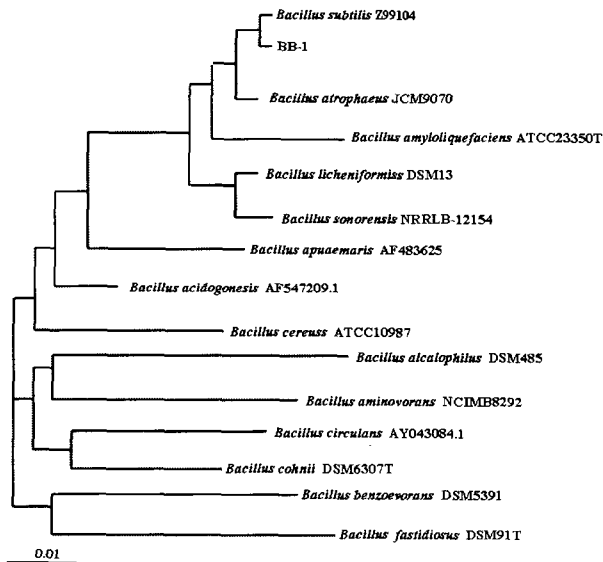 Bacillus subtilis Z99104
BB-1
Bacillus atrophaeus JCM9070
Bacillus amyloliquefaciens ATCC23350T
Bacillus licheniformiss DSM13
Bacillus sonorensis NRRLB-12154
Bacillus apuaemaris AF483625
Bacillus acidogonesis AF547209.1
Bacillus cereuss ATCC10987
Bacillus alcalophilus DSM485
Bacillus aminovorans NCIMB8292
Bacillus circulans AY043084.1
Bacillus cohnii DSM6307T
Bacillus benzoevorans DSM5391
Bacillus fastidiosus DSM91T
0.01